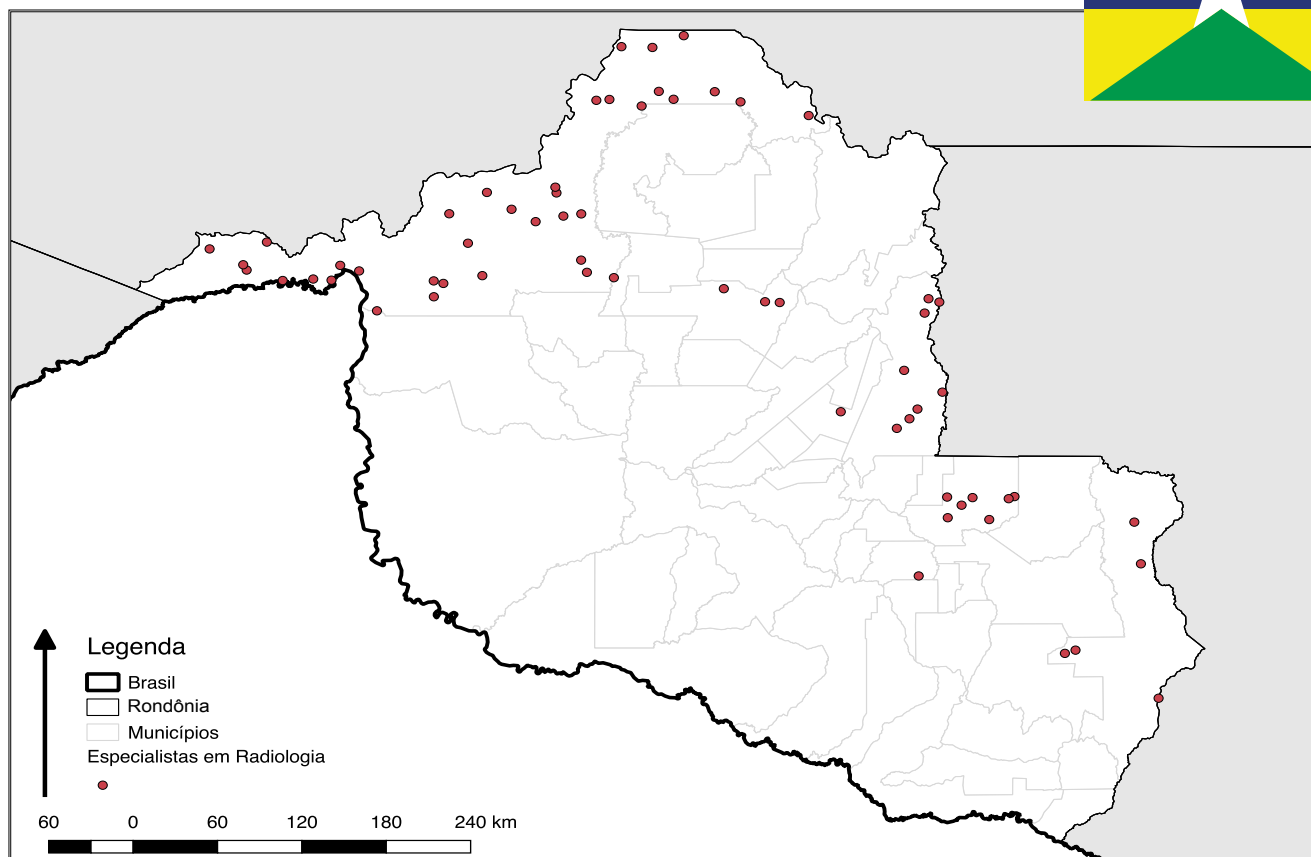 Legenda
Brasil
Rondônia
Municípios
Especialistas em Radiologia
60 0 60 120 180 240 km